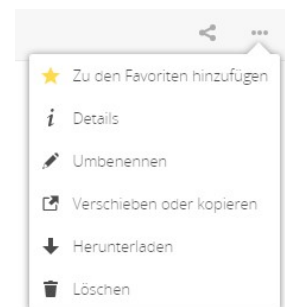 Zu den Favoriten hinzufügen
Details
Umbenennen
Verschieben oder kopieren
Herunterladen
Löschen